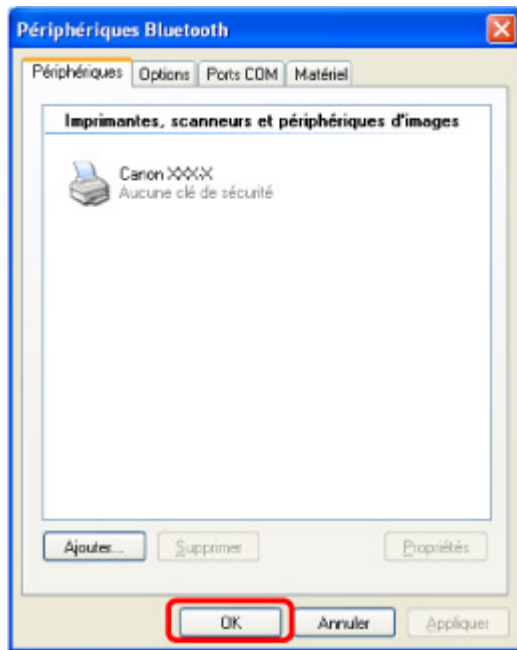 Périphériques Bluetooth
Périphériques Options Ports COM Matériel
Imprimantes, scanneurs et périphériques d'images
Canon XXX-X
Aucune clé de sécurité
Ajouter... Supprimer Propriétés
OK Annuler Appliquer